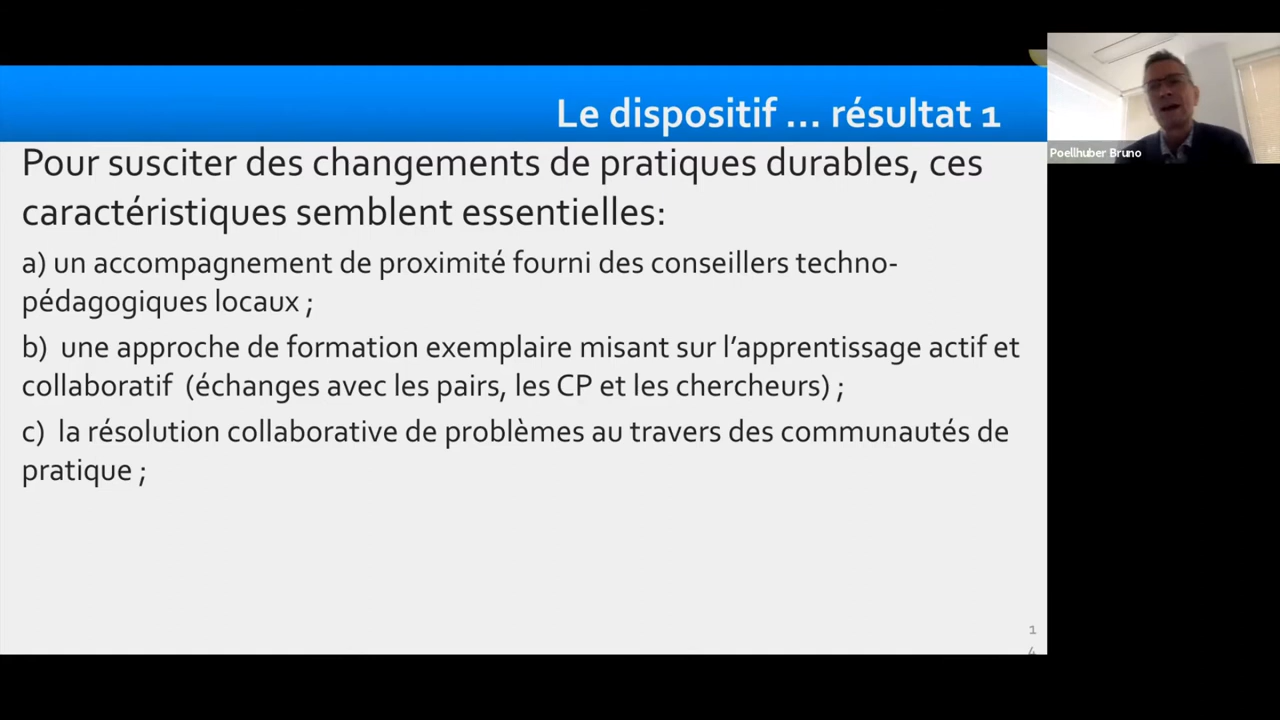 Le dispositif ... résultat 1
Poellhuber Bruno
Pour susciter des changements de pratiques durables, ces
caractéristiques semblent essentielles:
a) un accompagnement de proximité fourni des conseillers techno-
pédagogiques locaux ;
b)  une approche de formation exemplaire misant sur l’apprentissage actif et
collaboratif  (échanges avec les pairs, les CP et les chercheurs) ;
c)  la résolution collaborative de problèmes au travers des communautés de
pratique ;
1
4